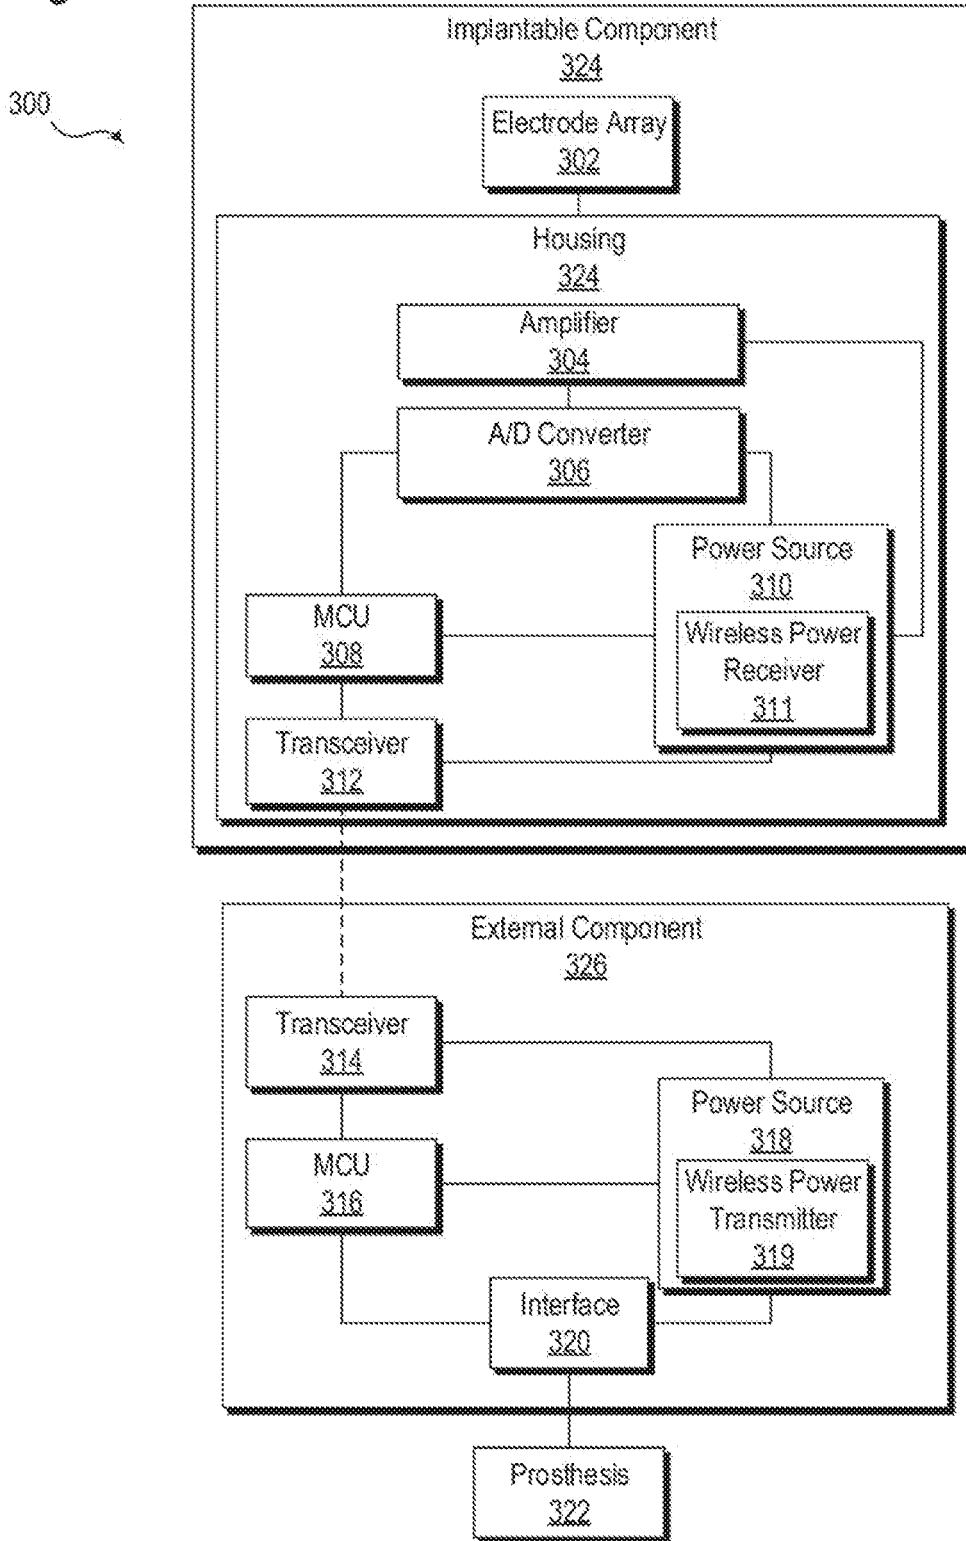 Implantable Component
324
300
Electrode Array
302
Housing
324
Amplifier
304
A/D Converter
306
Power Source
310
MCU
308
Wireless Power
Receiver
311
Transceiver
312
External Component
326
Transceiver
314
Power Source
318
MCU
316
Wireless Power
Transmitter
319
Interface
320
Prosthesis
322